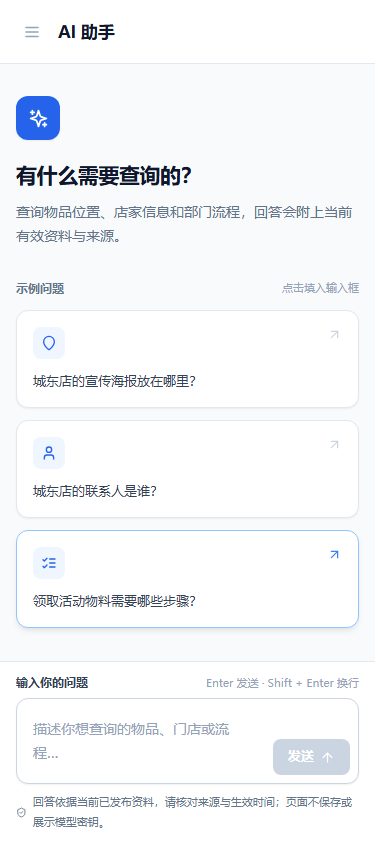 AI 助手
有什么需要查询的?
查询物品位置、店家信息和部门流程，回答会附上当前
有效资料与来源。
示例问题
点击填入输入框
城东店的宣传海报放在哪里?
城东店的联系人是谁?
领取活动物料需要哪些步骤?
输入你的问题
Enter 发送 · Shift + Enter 换行
描述你想查询的物品、门店或流
程...
发送
回答依据当前已发布资料，请核对来源与生效时间；页面不保存或
展示模型密钥。